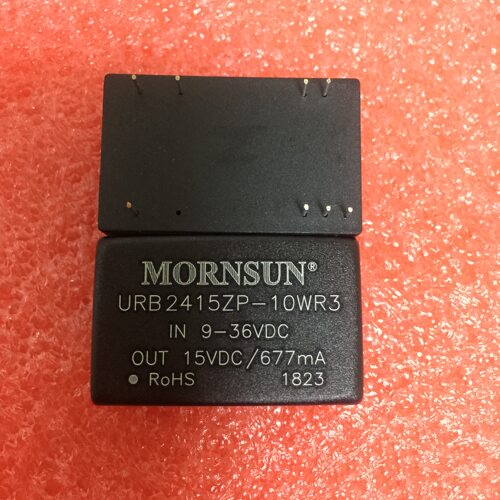 MORNSUN®
URB2415ZP-10WR3
IN 9-36VDC
OUT 15VDC/677mA
RoHS 1823